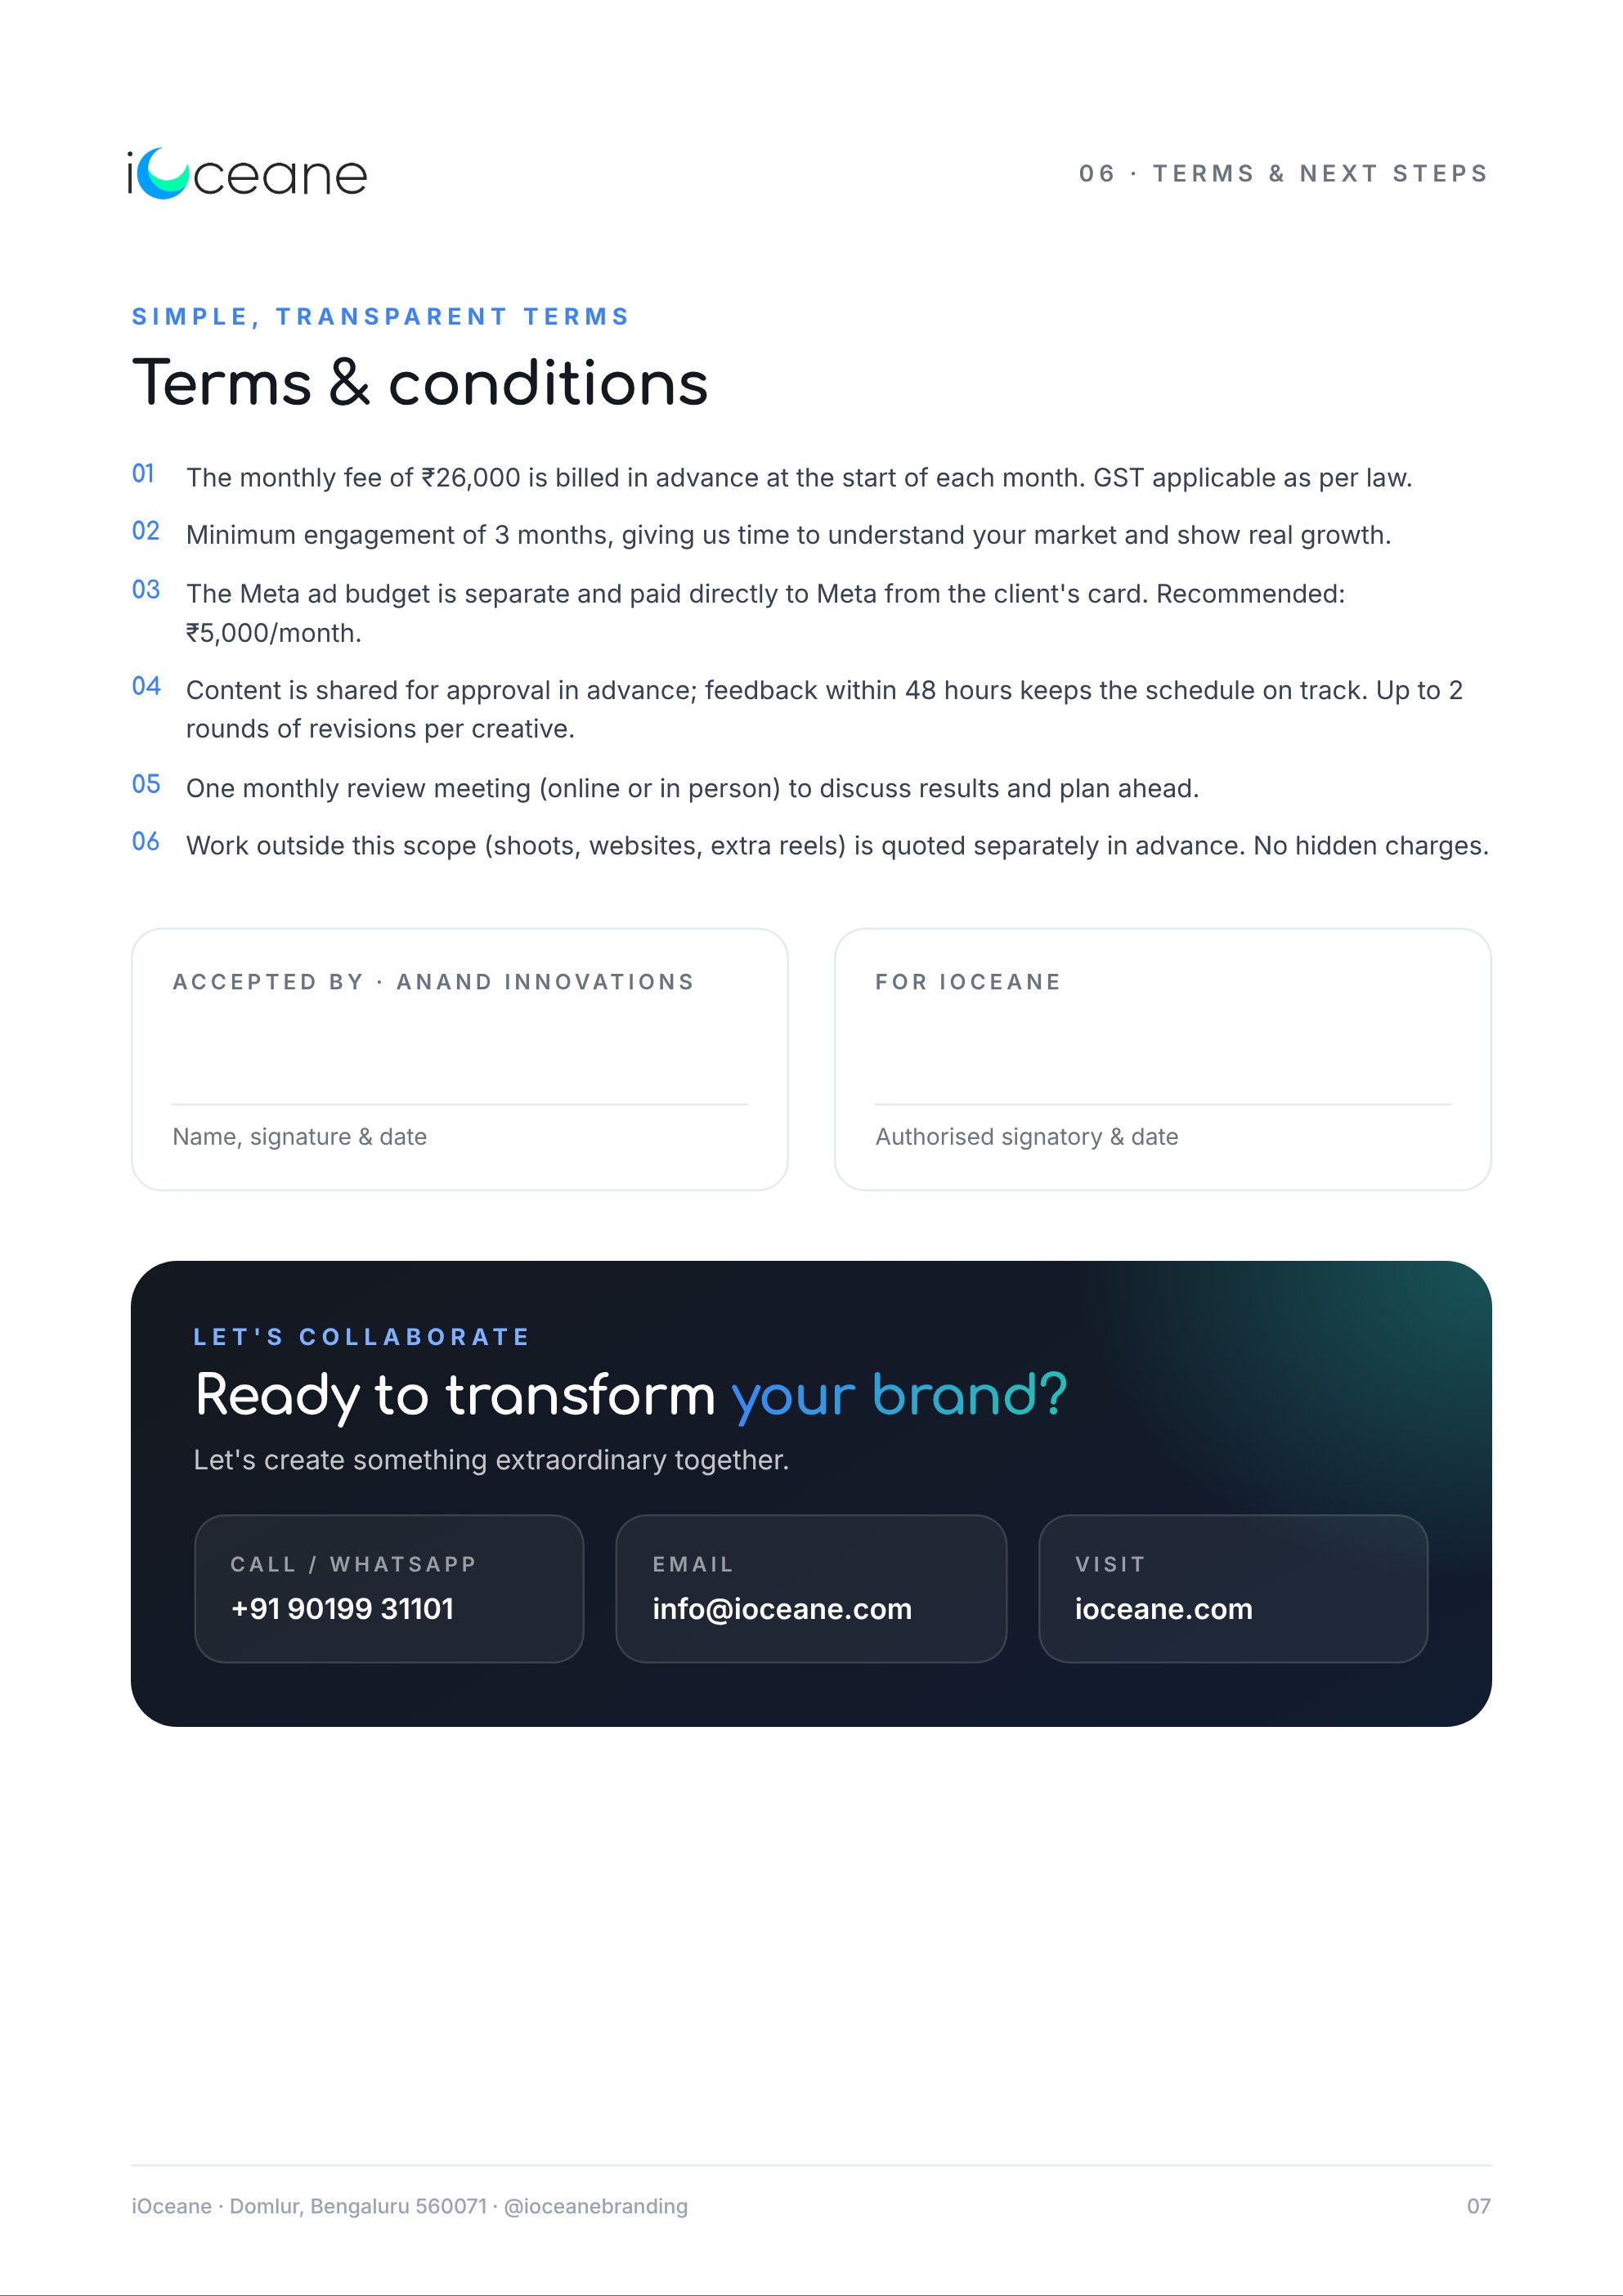 iOceane
06 · TERMS & NEXT STEPS
SIMPLE, TRANSPARENT TERMS
Terms & conditions
01 The monthly fee of ₹26,000 is billed in advance at the start of each month. GST applicable as per law.
02 Minimum engagement of 3 months, giving us time to understand your market and show real growth.
03 The Meta ad budget is separate and paid directly to Meta from the client's card. Recommended:
₹5,000/month.
04 Content is shared for approval in advance; feedback within 48 hours keeps the schedule on track. Up to 2
rounds of revisions per creative.
05 One monthly review meeting (online or in person) to discuss results and plan ahead.
06 Work outside this scope (shoots, websites, extra reels) is quoted separately in advance. No hidden charges.
ACCEPTED BY · ANAND INNOVATIONS
Name, signature & date
FOR IOCEANE
Authorised signatory & date
LET'S COLLABORATE
Ready to transform your brand?
Let's create something extraordinary together.
CALL / WHATSAPP
+91 90199 31101
EMAIL
info@ioceane.com
VISIT
ioceane.com
iOceane · Domlur, Bengaluru 560071 · @ioceanebranding
07